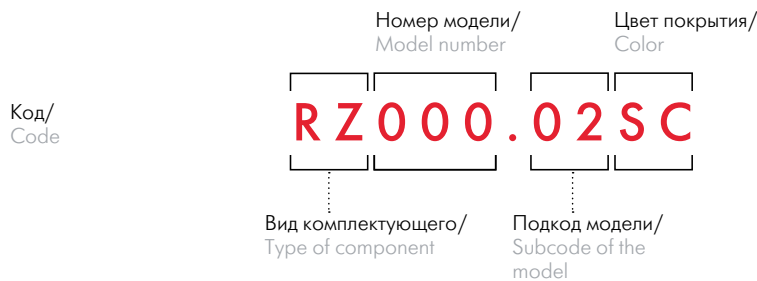 Номер модели/
Model number
Цвет покрытия/
Color
Код/
Code
RZ000.02SC
Вид комплектующего/
Type of component
Подкод модели/
Subcode of the
model